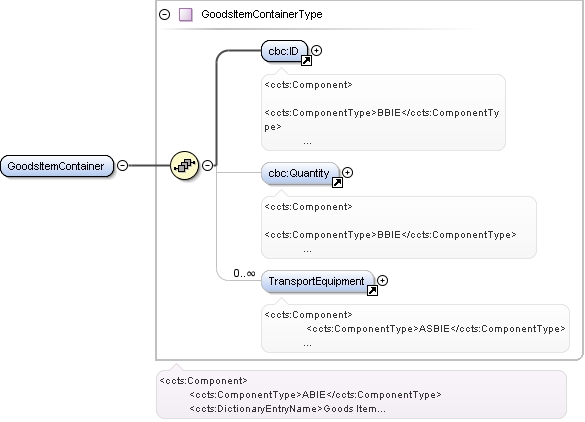 GoodsItemContainerType
cbc:ID
<ccts:Component>
<ccts:ComponentType>BBIE</ccts:ComponentTy
pe>
...
GoodsItemContainer
cbc:Quantity
<ccts:Component>
<ccts:ComponentType>BBIE</ccts:ComponentType>
...
0..∞
TransportEquipment
<ccts:Component>
<ccts:ComponentType>ASBIE</ccts:ComponentType>
...
<ccts:Component>
<ccts:ComponentType>ABIE</ccts:ComponentType>
<ccts:DictionaryEntryName>Goods Item...